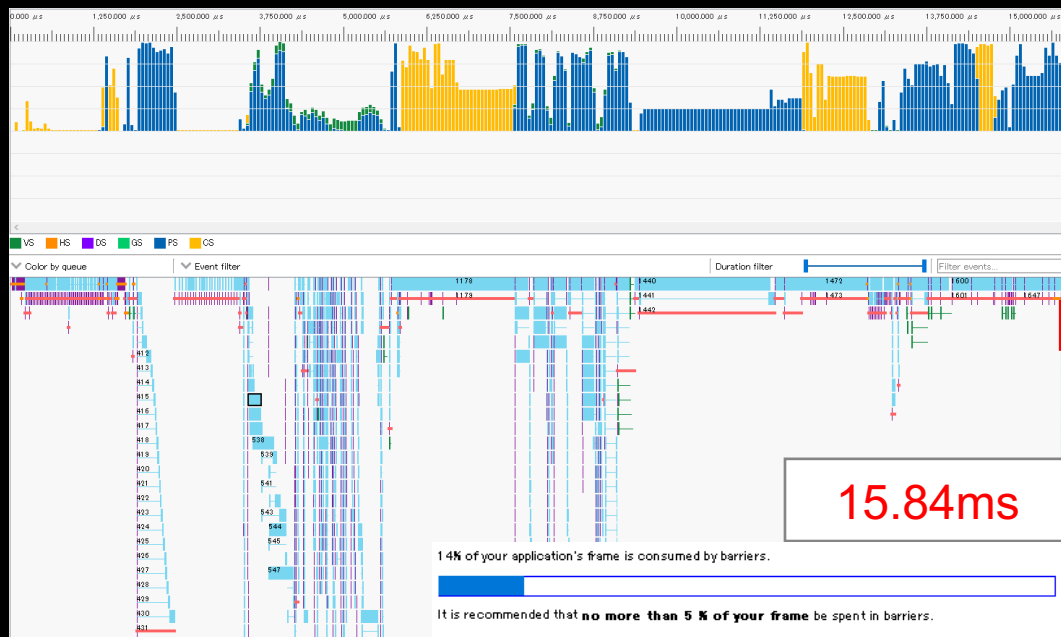 0.000 µs 1,250.000 µs 2,500.000 µs 3,750.000 µs 5,000.000 µs 6,250.000 µs 7,500.000 µs 8,750.000 µs 10,000.000 µs 11,250.000 µs 12,500.000 µs 13,750.000 µs 15,000.000 µs
VS HS DS GS PS CS
Color by queue Event filter Duration filter Filter events...
1178 1440 1472 1600
1179 1441 1473 1601 1647
1442
412
413
414
415
416
417
418 538
419 539
420
421 541
422
423 543
424 544
425 545
426
427 547
428
429
430
431
15.84ms
14% of your application's frame is consumed by barriers.
It is recommended that no more than 5 % of your frame be spent in barriers.